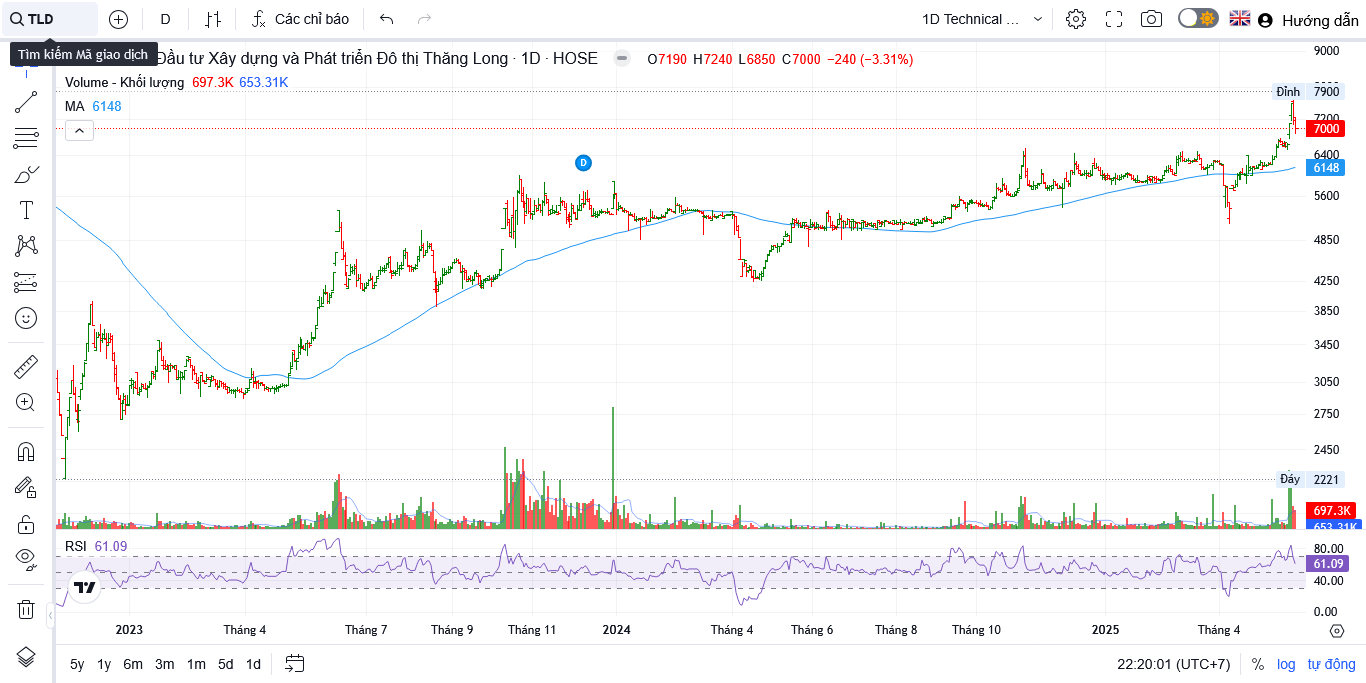 TLD D Các chỉ báo 1D Technical ... Hướng dẫn
Tìm kiếm Mã giao dịch
Đầu tư Xây dựng và Phát triển Đô thị Thăng Long · 1D · HOSE O7190 H7240 L6850 C7000 −240 (−3.31%)
Volume - Khối lượng 697.3K 653.31K
MA 6148
9000
Đỉnh 7900
7200
7000
6400
6148
D
5600
4850
4250
3850
3450
3050
2750
2450
Đáy 2221
697.3K
653.31K
RSI 61.09
80.00
61.09
40.00
0.00
2023 Tháng 4 Tháng 7 Tháng 9 Tháng 11 2024 Tháng 4 Tháng 6 Tháng 8 Tháng 10 2025 Tháng 4
5y 1y 6m 3m 1m 5d 1d 22:20:01 (UTC+7) % log tự động